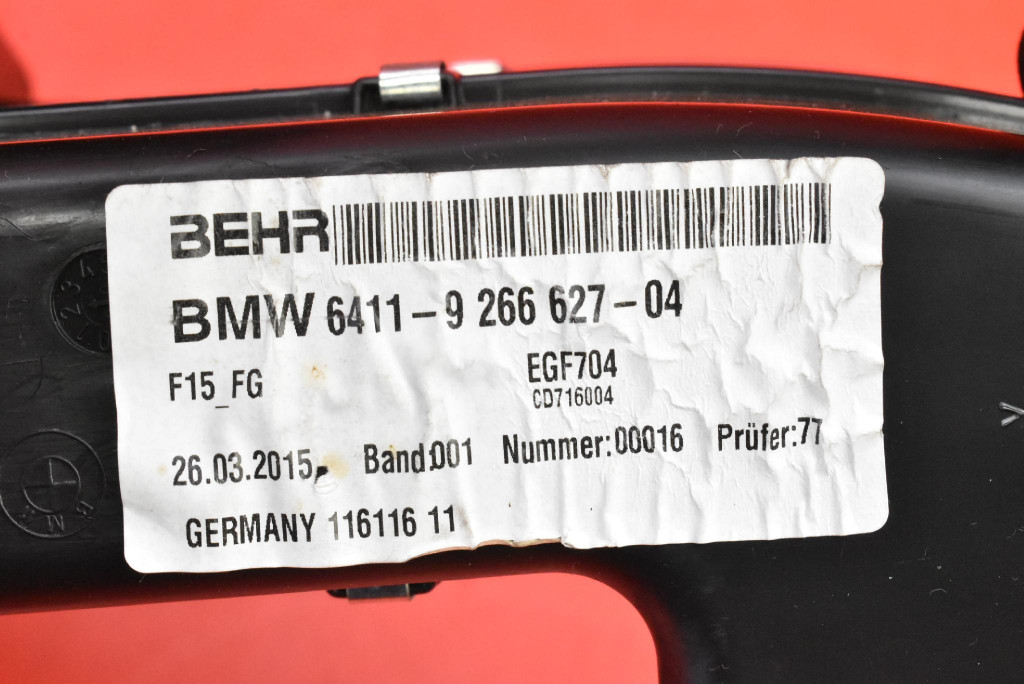 BEHR
BMW 6411-9 266 627-04
F15_FG
EGF704
CD716004
26.03.2015 Band:001 Nummer:00016 Prüfer:77
GERMANY 116116 11
BMW